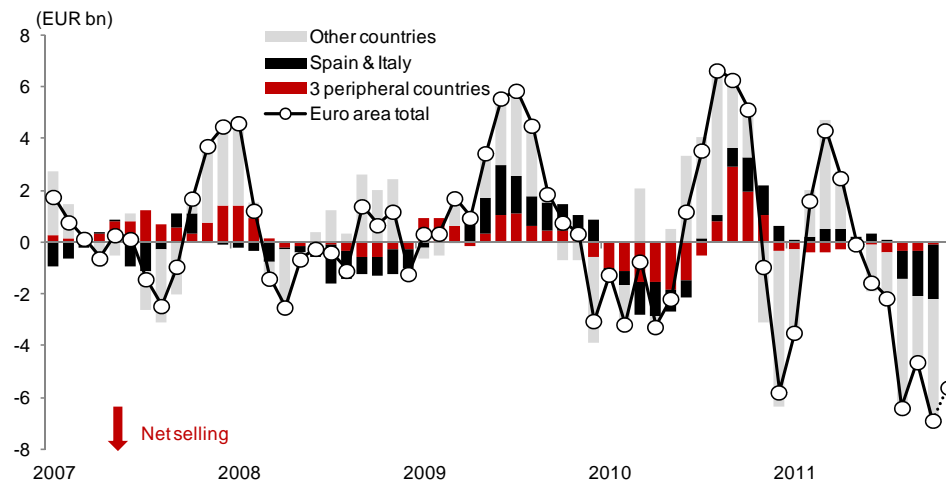 (EUR bn)
8
6
4
2
0
-2
-4
-6
-8
Other countries
Spain & Italy
3 peripheral countries
Euro area total
Net selling
2007
2008
2009
2010
2011